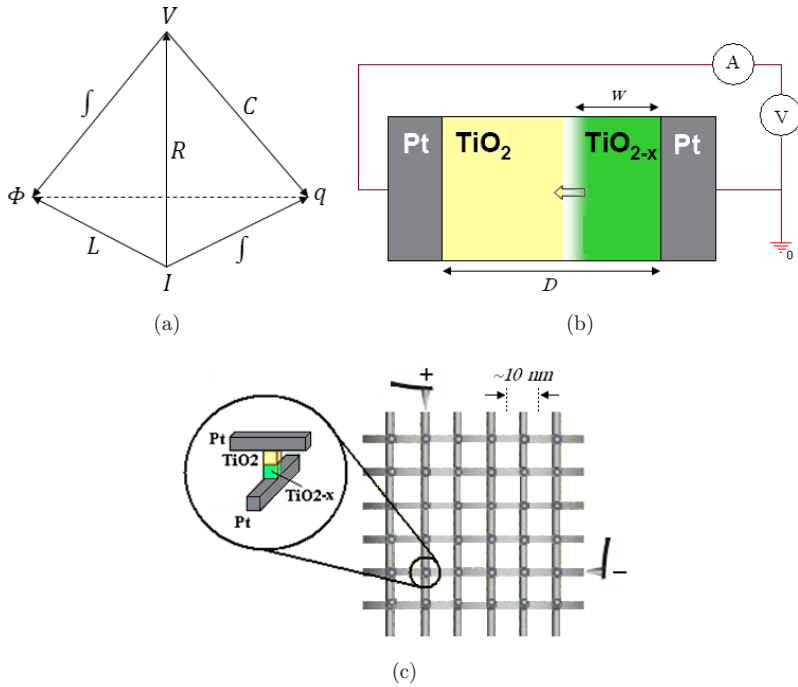 V
∫
C
R
Φ
q
L
∫
I
(a)
A
V
W
Pt
TiO₂
TiO₂₋ₓ
Pt
D
0
(b)
~10 nm
+
Pt
TiO2
TiO2-x
Pt
−
(c)